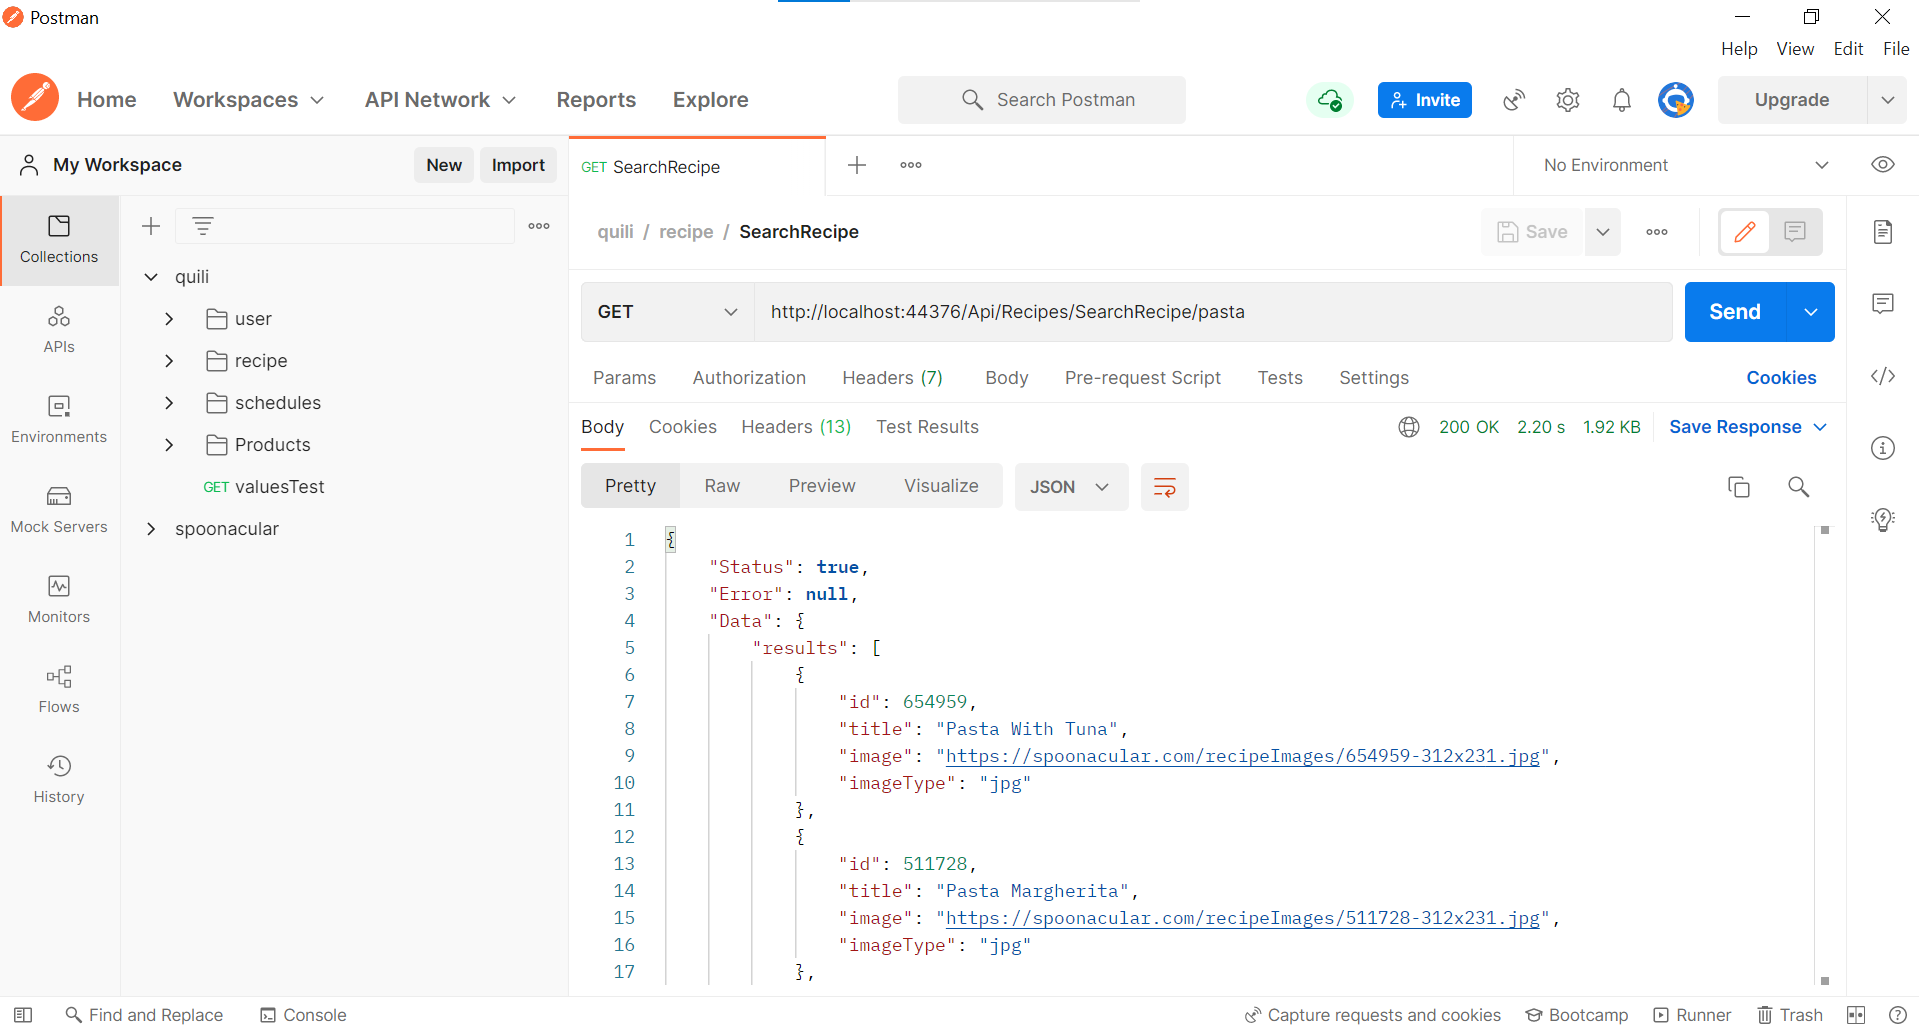 Postman
Help View Edit File
Home Workspaces API Network Reports Explore Search Postman Invite Upgrade
My Workspace New Import GET SearchRecipe No Environment
quili / recipe / SearchRecipe Save
Collections
APIs
Environments
Mock Servers
Monitors
Flows
History
quili
user
recipe
schedules
Products
GET valuesTest
spoonacular
GET http://localhost:44376/Api/Recipes/SearchRecipe/pasta Send
Params Authorization Headers (7) Body Pre-request Script Tests Settings Cookies
Body Cookies Headers (13) Test Results 200 OK 2.20 s 1.92 KB Save Response
Pretty Raw Preview Visualize JSON
1 {
2 "Status": true,
3 "Error": null,
4 "Data": {
5 "results": [
6 {
7 "id": 654959,
8 "title": "Pasta With Tuna",
9 "image": "https://spoonacular.com/recipeImages/654959-312x231.jpg",
10 "imageType": "jpg"
11 },
12 {
13 "id": 511728,
14 "title": "Pasta Margherita",
15 "image": "https://spoonacular.com/recipeImages/511728-312x231.jpg",
16 "imageType": "jpg"
17 },
Find and Replace Console Capture requests and cookies Bootcamp Runner Trash